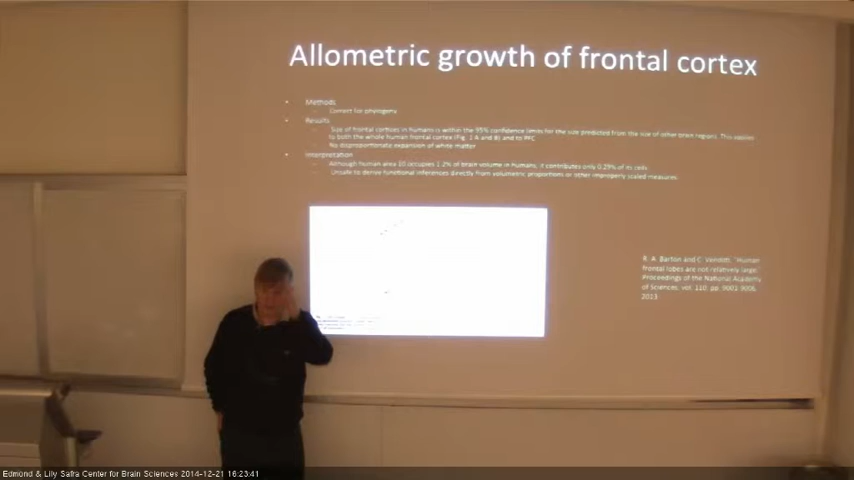 Allometric growth of frontal cortex
• Methods
Correct for phylogeny
• Results
Size of frontal cortices in humans is within the 95% confidence limits for the size predicted from the size of other brain regions. This applies
to both the whole human frontal cortex (Fig. 1 A and B) and to PFC
No disproportionate expansion of white matter
• Interpretation
Although human area 10 occupies 1.2% of brain volume in humans, it contributes only 0.29% of its cells
Unsafe to derive functional inferences directly from volumetric proportions or other improperly scaled measures.
R. A. Barton and C. Venditti, "Human
frontal lobes are not relatively large"
Proceedings of the National Academy
of Sciences, vol. 110, pp. 9001-9006,
2013
Edmond & Lily Safra Center for Brain Sciences 2014-12-21 16:23:41